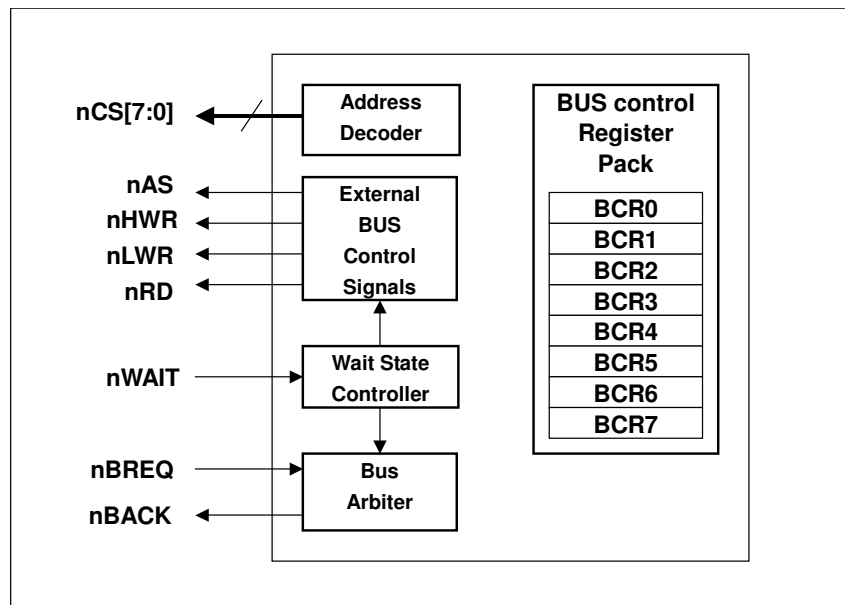 nCS[7:0]
Address
Decoder
nAS
nHWR
nLWR
nRD
External
BUS
Control
Signals
nWAIT
Wait State
Controller
nBREQ
nBACK
Bus
Arbiter
BUS control
Register
Pack
BCR0
BCR1
BCR2
BCR3
BCR4
BCR5
BCR6
BCR7